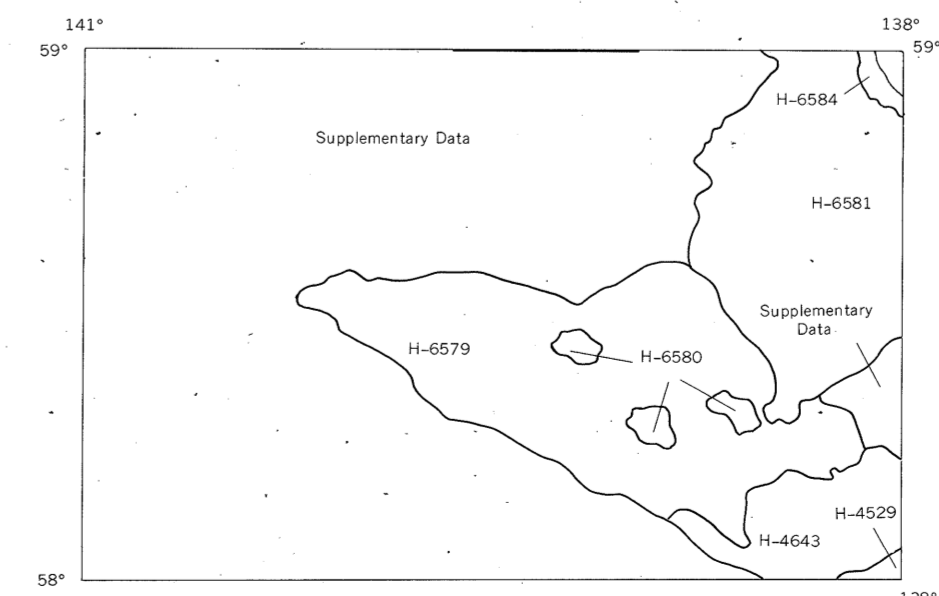 141°
138°
59°
59°
H-6584
Supplementary Data
H-6581
Supplementary
Data
H-6579
H-6580
H-4529
H-4643
58°